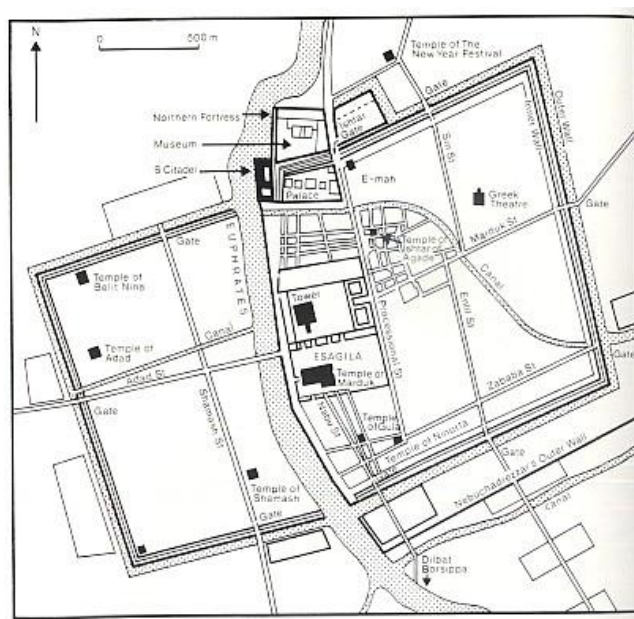 N
0 500 m
Temple of The
New Year Festival
Gate
Outer Wall
Inner Wall
Northern Fortress
Ishtar
Gate
Museum
Sin St
S Citadel
E-mah
Palace
Greek
Theatre
Gate
Marduk St
Gate
EUPHRATES
Temple of
Ishtar of
Agade
Temple of
Belit Nina
Canal
Tower
Canal
Processional St
Enlil St
Temple of
Adad
Adad St
ESAGILA
Gate
Zababa St
Temple of
Marduk
Gate
Shamash St
Nabu St
Temple
of Gula
Temple of Ninurta
Gate
Temple of
Shamash
Nebuchadrezzar's Outer Wall
Canal
Gate
Dilbat
Borsippa